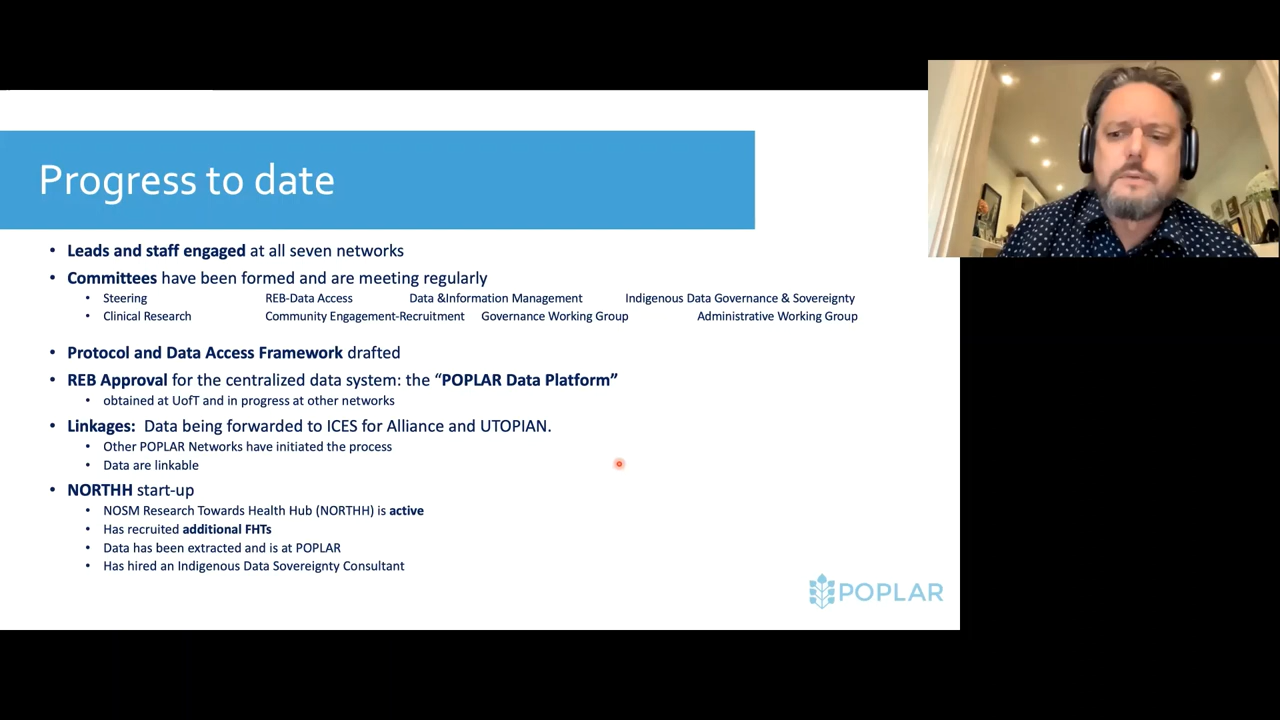 Progress to date
• Leads and staff engaged at all seven networks
• Committees have been formed and are meeting regularly
• Steering REB-Data Access Data &Information Management Indigenous Data Governance & Sovereignty
• Clinical Research Community Engagement-Recruitment Governance Working Group Administrative Working Group
• Protocol and Data Access Framework drafted
• REB Approval for the centralized data system: the “POPLAR Data Platform”
• obtained at UofT and in progress at other networks
• Linkages: Data being forwarded to ICES for Alliance and UTOPIAN.
• Other POPLAR Networks have initiated the process
• Data are linkable
• NORTHH start-up
• NOSM Research Towards Health Hub (NORTHH) is active
• Has recruited additional FHTs
• Data has been extracted and is at POPLAR
• Has hired an Indigenous Data Sovereignty Consultant
POPLAR